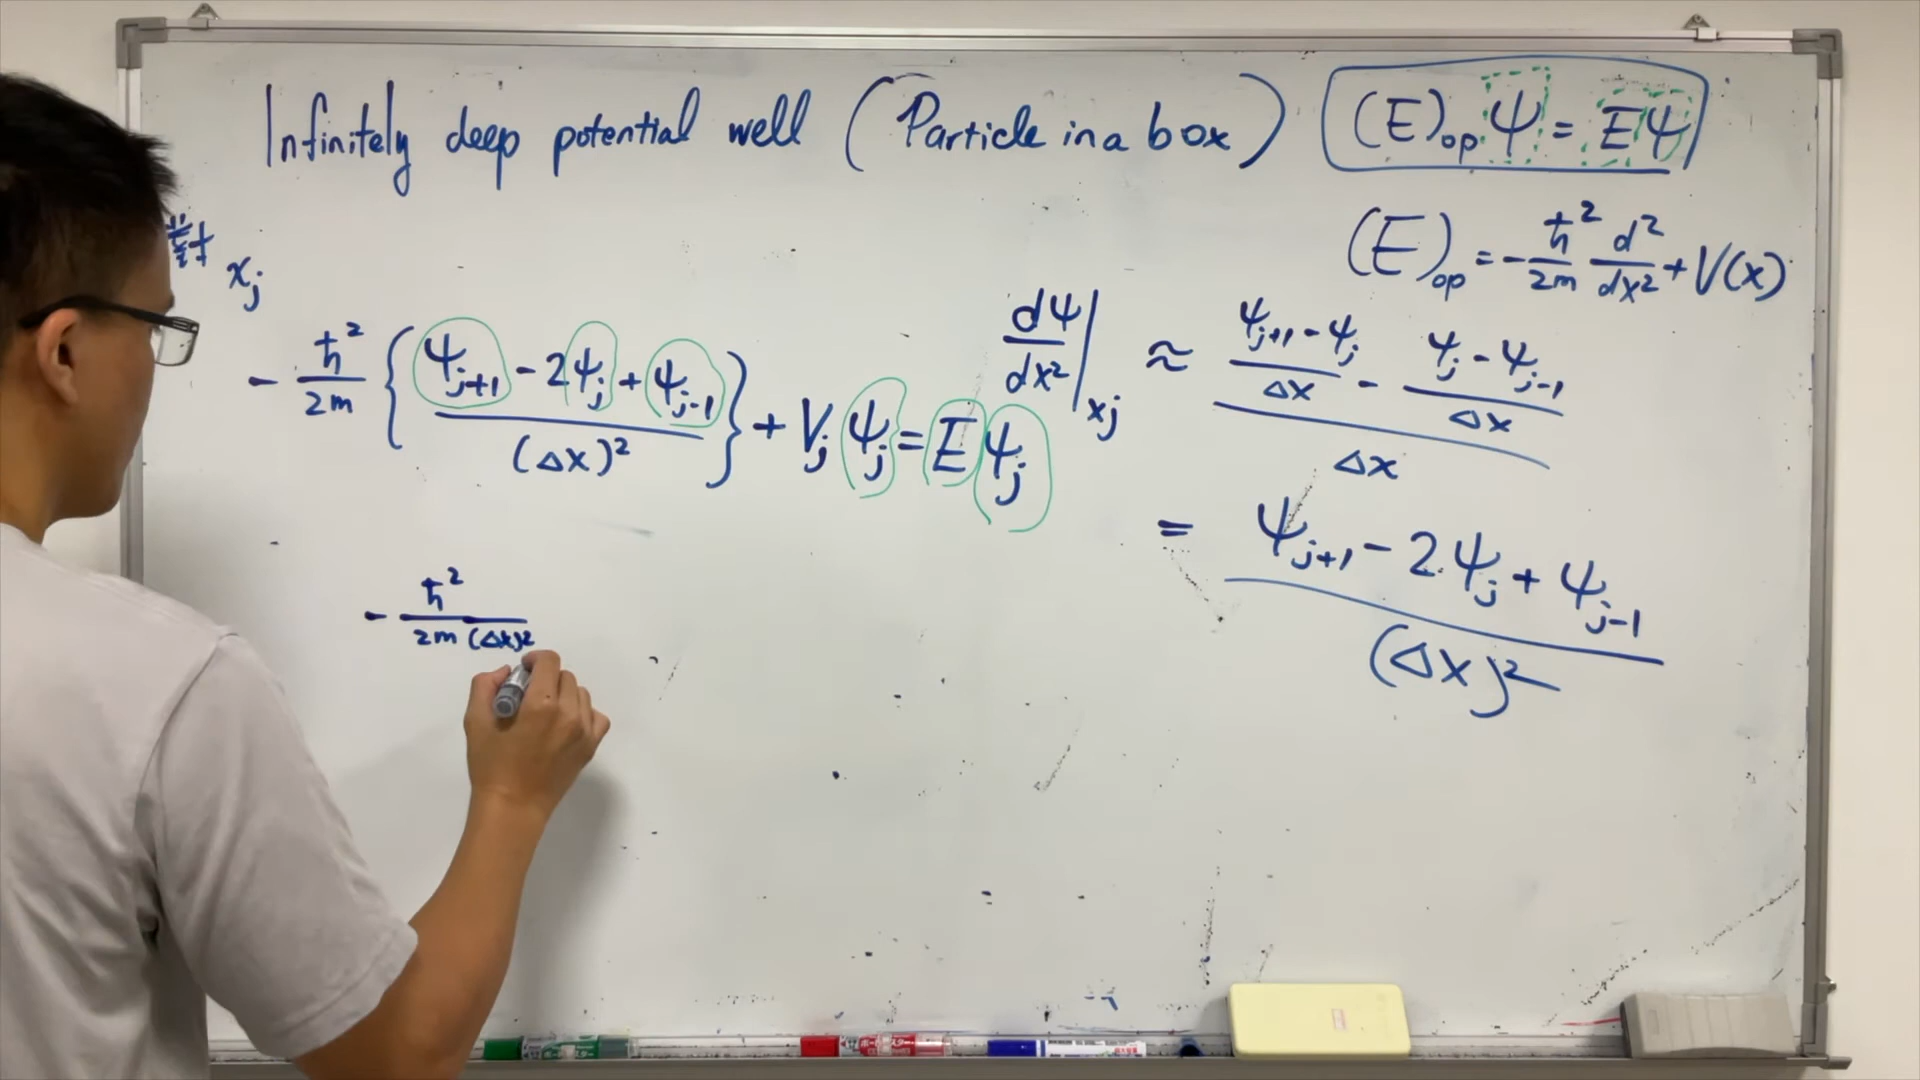 Infinitely deep potential well (Particle in a box)
(E)op Ψ = EΨ
(E)op = - ħ²/2m d²/dx² + V(x)
xj
- ħ²/2m { Ψj+1 - 2Ψj + Ψj-1 / (Δx)² } + Vj Ψj = E Ψj
dΨ/dx² |xj ≈ Ψj+1 - Ψj / Δx - Ψj - Ψj-1 / Δx / Δx
= Ψj+1 - 2Ψj + Ψj-1 / (Δx)²
- ħ² / 2m (Δx)²